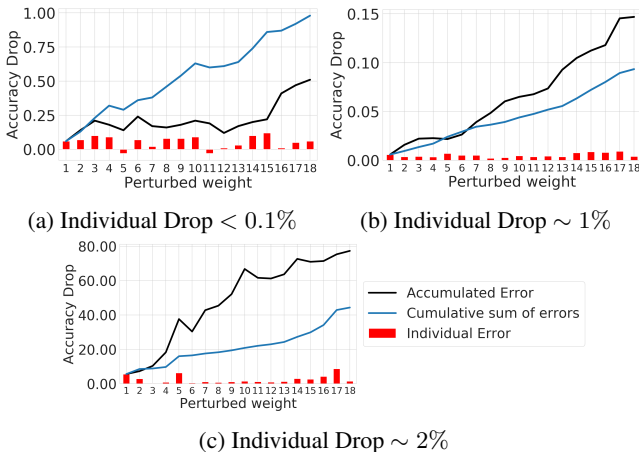 1.00
0.75
0.50
0.25
0.00
Accuracy Drop
1 2 3 4 5 6 7 8 9 10 11 12 13 14 15 16 17 18
Perturbed weight
(a) Individual Drop < 0.1%
0.15
0.10
0.05
0.00
Accuracy Drop
1 2 3 4 5 6 7 8 9 10 11 12 13 14 15 16 17 18
Perturbed weight
(b) Individual Drop ∼ 1%
80.00
60.00
40.00
20.00
0.00
Accuracy Drop
1 2 3 4 5 6 7 8 9 10 11 12 13 14 15 16 17 18
Perturbed weight
Accumulated Error
Cumulative sum of errors
Individual Error
(c) Individual Drop ∼ 2%